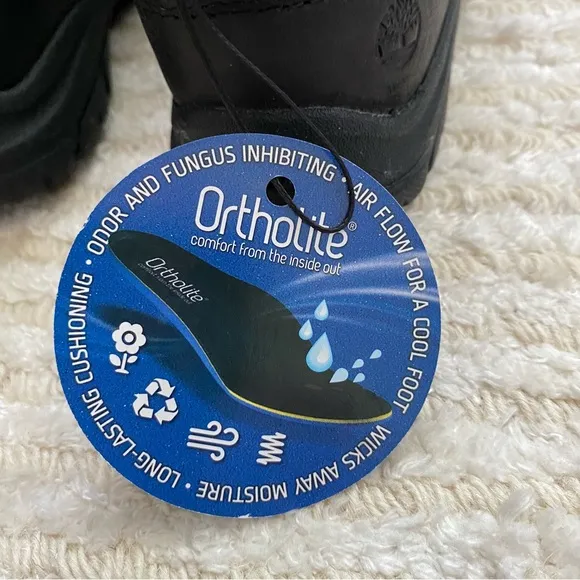 ODOR AND FUNGUS INHIBITING • AIR FLOW FOR A COOL FOOT
WICKS AWAY MOISTURE • LONG-LASTING CUSHIONING •
Ortholite®
comfort from the inside out
Ortholite®